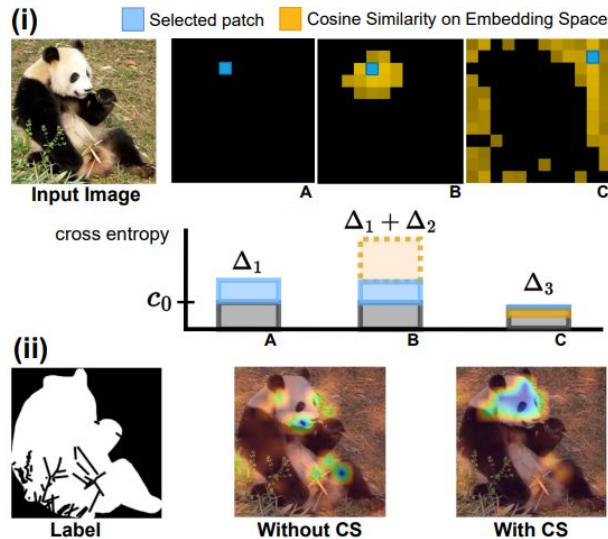 Selected patch Cosine Similarity on Embedding Space
(i)
Input Image A B C
cross entropy
Δ₁ Δ₁ + Δ₂ Δ₃
c₀
A B C
(ii)
Label Without CS With CS